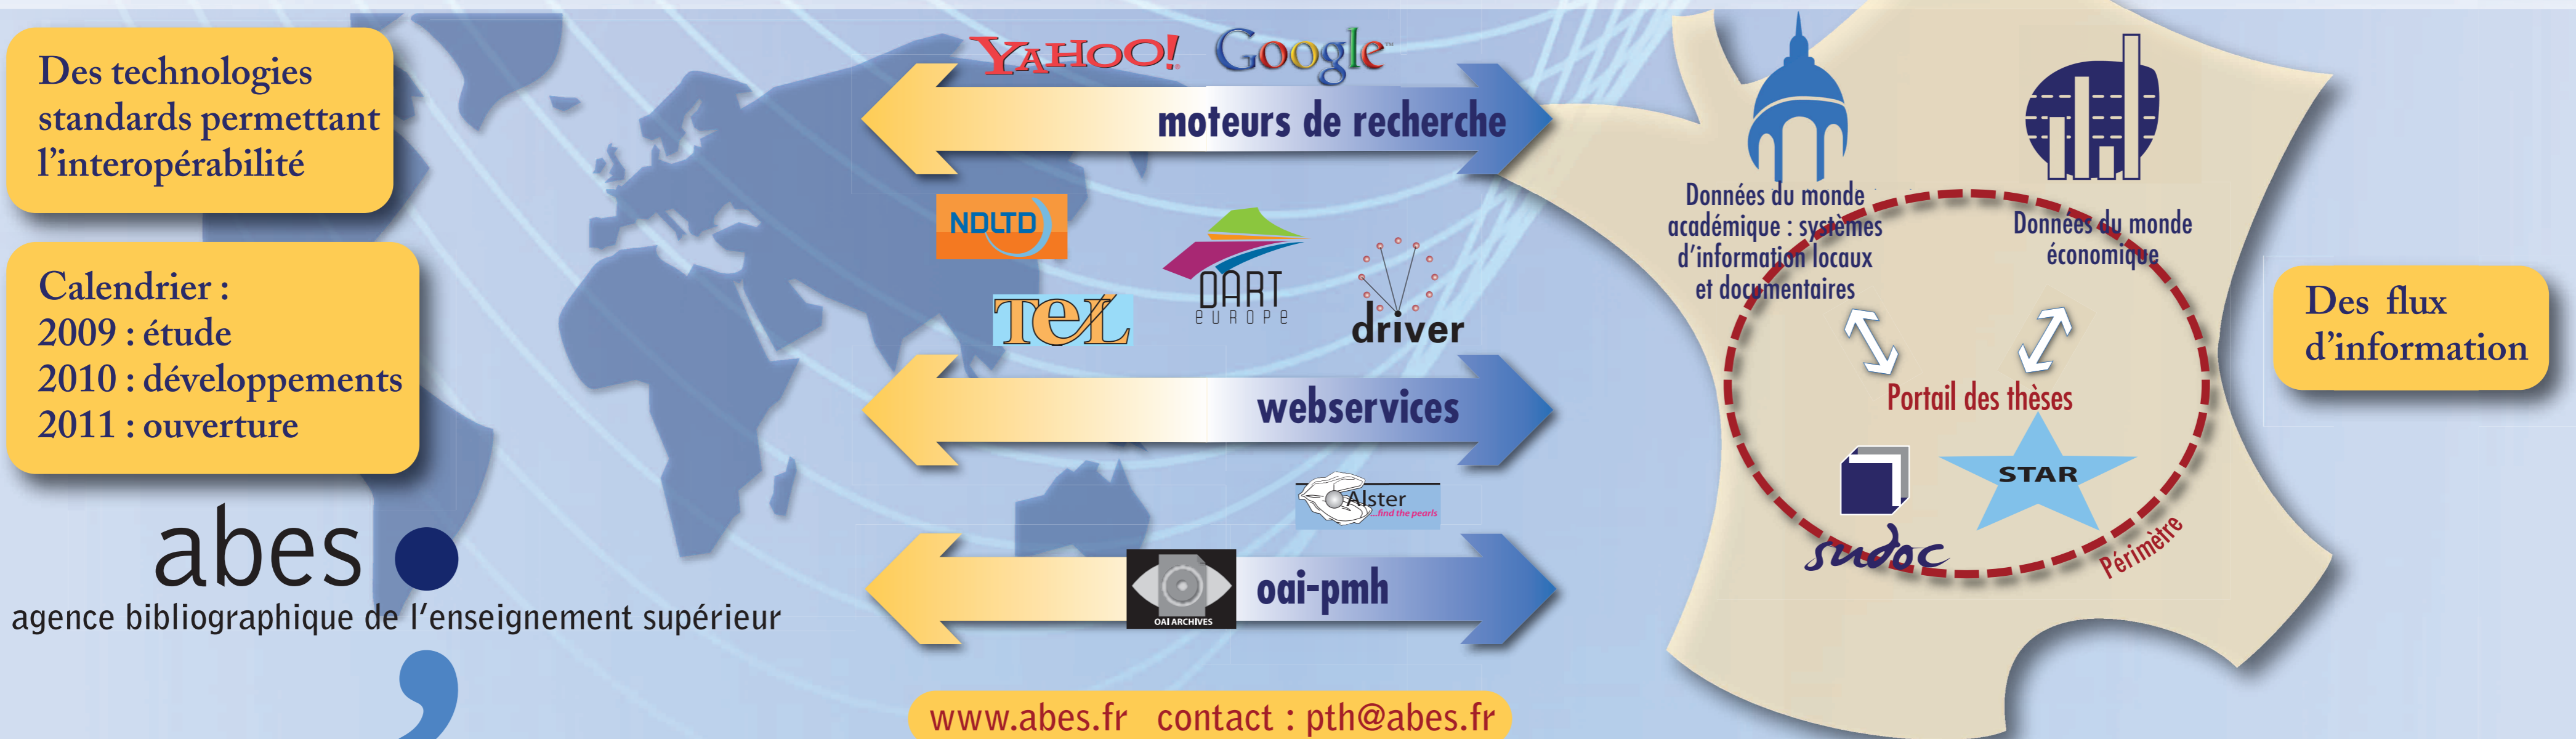 Des technologies
standards permettant
l'interopérabilité
Calendrier :
2009 : étude
2010 : développements
2011 : ouverture
abes
agence bibliographique de l'enseignement supérieur
YAHOO! Google™
moteurs de recherche
NDLTD
TEL
DART
EUROPE
driver
webservices
Alster
...find the pearls
OAI ARCHIVES
oai-pmh
www.abes.fr contact : pth@abes.fr
Données du monde
académique : systèmes
d'information locaux
et documentaires
Données du monde
économique
Portail des thèses
STAR
sudoc
Périmètre
Des flux
d'information